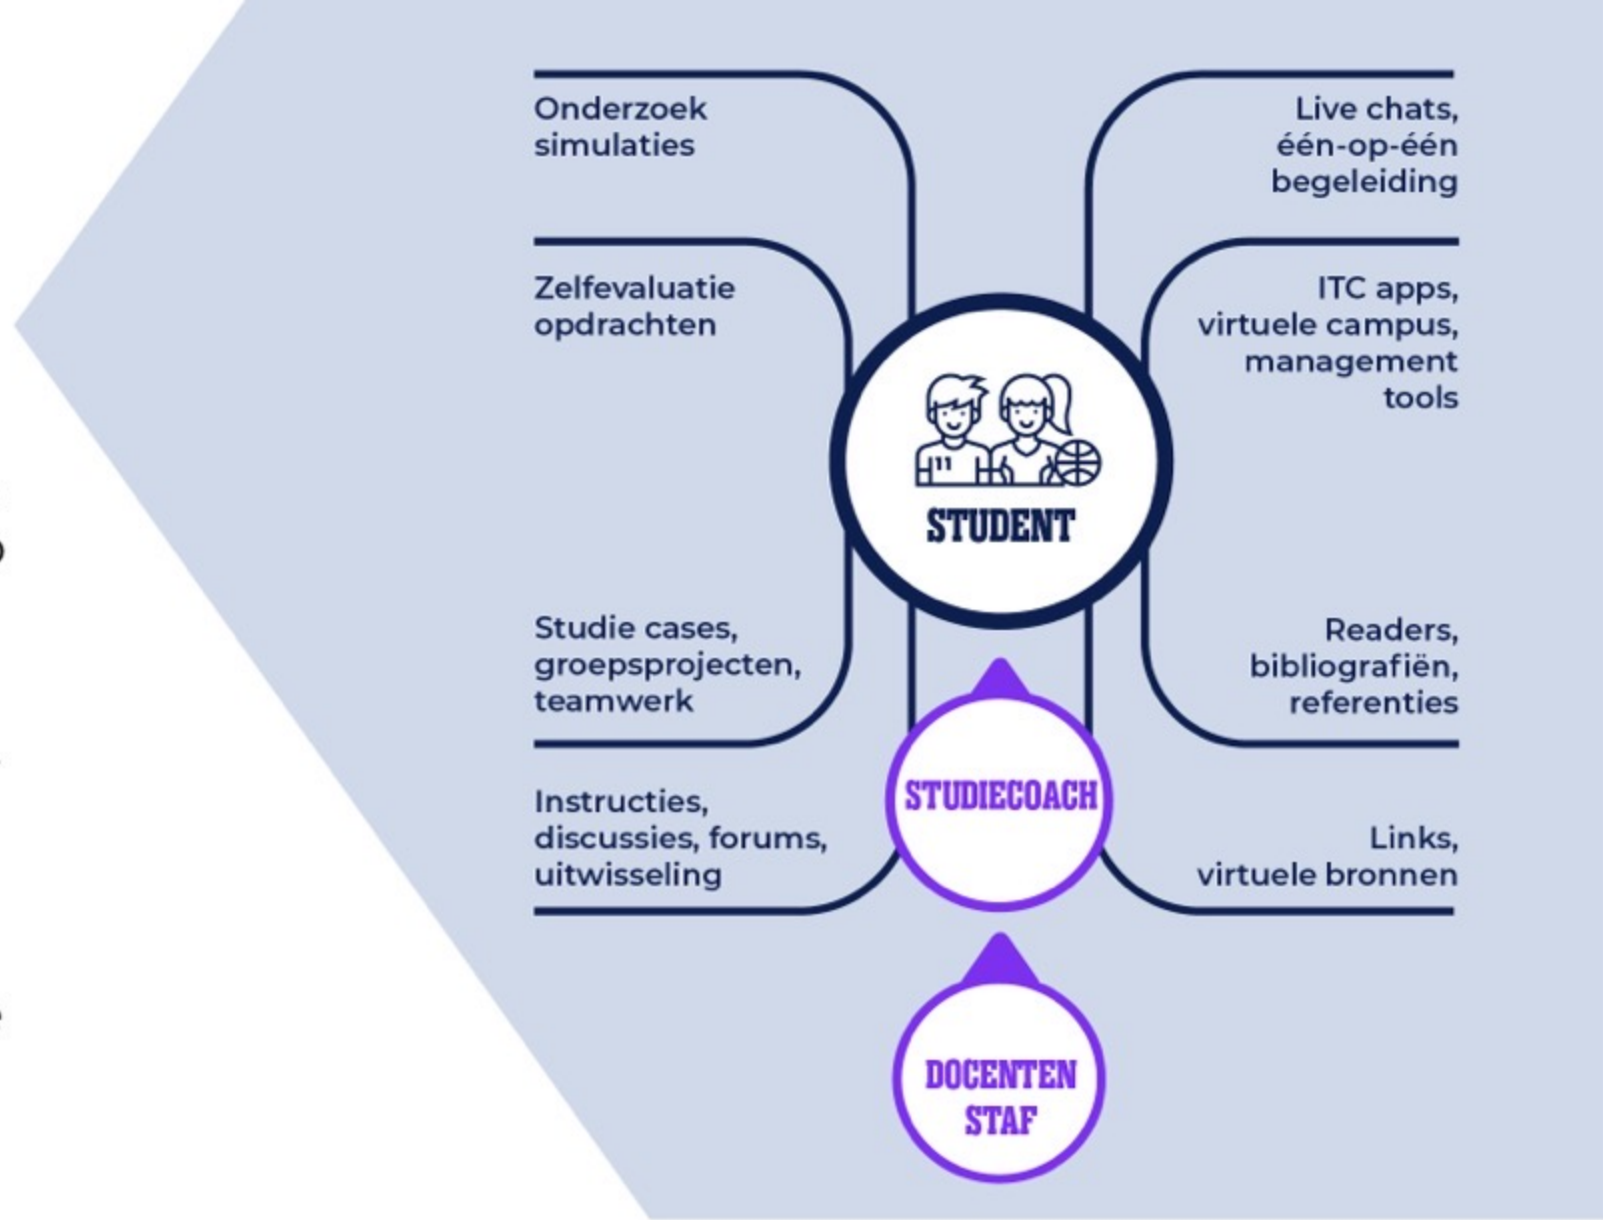 Onderzoek
simulaties
Zelfevaluatie
opdrachten
Studie cases,
groepsprojecten,
teamwerk
Instructies,
discussies, forums,
uitwisseling
11
STUDENT
STUDIECOACH
DOCENTEN
STAF
Live chats,
één-op-één
begeleiding
ITC apps,
virtuele campus,
management
tools
Readers,
bibliografiën,
referenties
Links,
virtuele bronnen